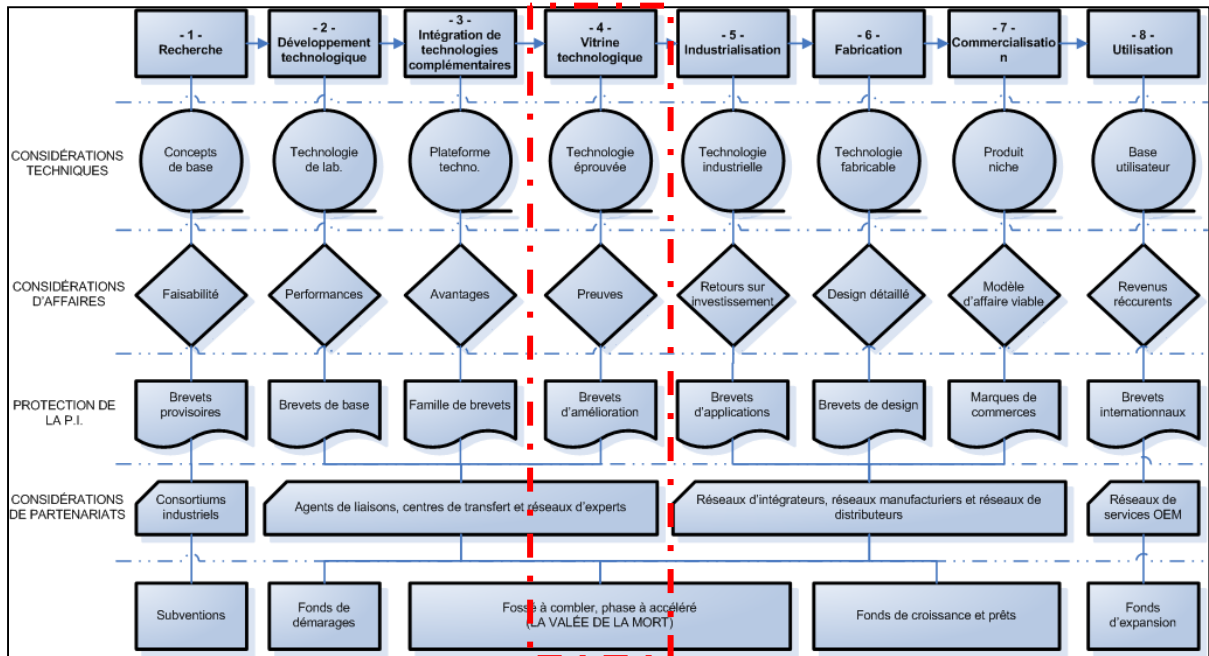 - 1 -
Recherche
- 2 -
Développement
technologique
- 3 -
Intégration de
technologies
complémentaires
- 4 -
Vitrine
technologique
- 5 -
Industrialisation
- 6 -
Fabrication
- 7 -
Commercialisatio
n
- 8 -
Utilisation
CONSIDÉRATIONS
TECHNIQUES
Concepts
de base
Technologie
de lab.
Plateforme
techno.
Technologie
éprouvée
Technologie
industrielle
Technologie
fabricable
Produit
niche
Base
utilisateur
CONSIDÉRATIONS
D'AFFAIRES
Faisabilité
Performances
Avantages
Preuves
Retours sur
investissement
Design détaillé
Modèle
d'affaire viable
Revenus
réccurents
PROTECTION DE
LA P.I.
Brevets
provisoires
Brevets de base
Famille de brevets
Brevets
d'amélioration
Brevets
d'applications
Brevets de design
Marques de
commerces
Brevets
internationnaux
CONSIDÉRATIONS
DE PARTENARIATS
Consortiums
industriels
Agents de liaisons, centres de transfert et réseaux d'experts
Réseaux d'intégrateurs, réseaux manufacturiers et réseaux de
distributeurs
Réseaux de
services OEM
Subventions
Fonds de
démarages
Fossé à combler, phase à accéléré
(LA VALÉE DE LA MORT)
Fonds de croissance et prêts
Fonds
d'expansion